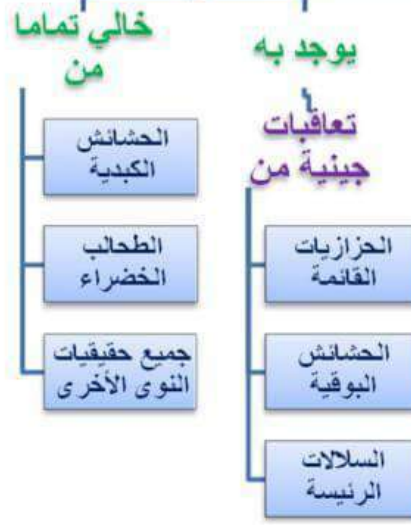 يوجد به
تعاقبات
جينية من
الحزازيات
القائمة
الحشائش
البوقية
السلالات
الرئيسة
خالي تماما
من
الحشائش
الكبدية
الطحالب
الخضراء
جميع حقيقيات
النوى الأخرى